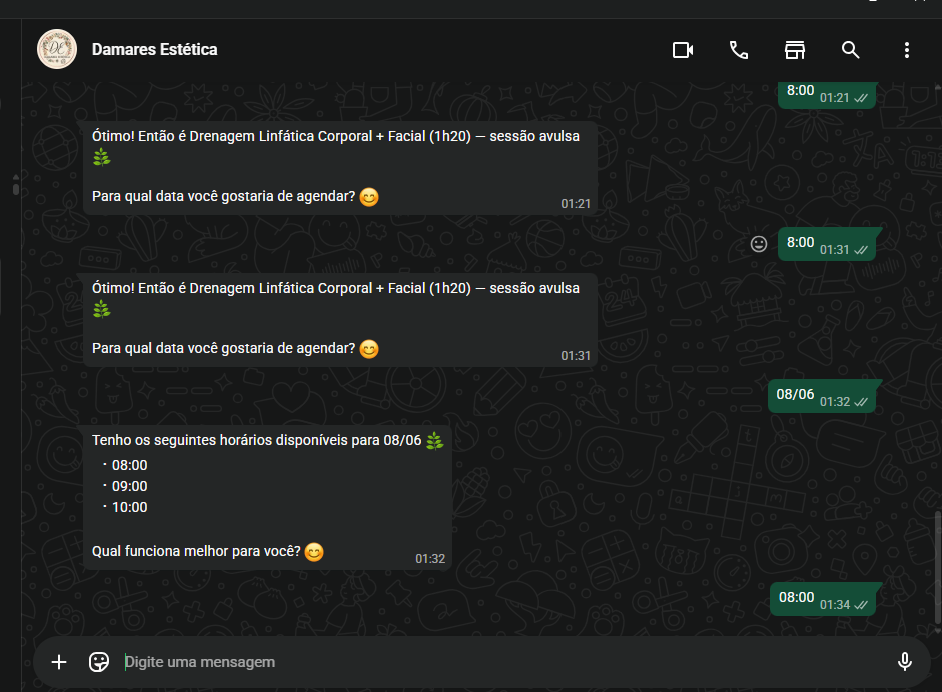 Damares Estética
8:00 01:21
Ótimo! Então é Drenagem Linfática Corporal + Facial (1h20) — sessão avulsa
🌿
Para qual data você gostaria de agendar? 😊
01:21
8:00 01:31
Ótimo! Então é Drenagem Linfática Corporal + Facial (1h20) — sessão avulsa
🌿
Para qual data você gostaria de agendar? 😊
01:31
08/06 01:32
Tenho os seguintes horários disponíveis para 08/06 🌿
· 08:00
· 09:00
· 10:00
Qual funciona melhor para você? 😊
01:32
08:00 01:34
Digite uma mensagem